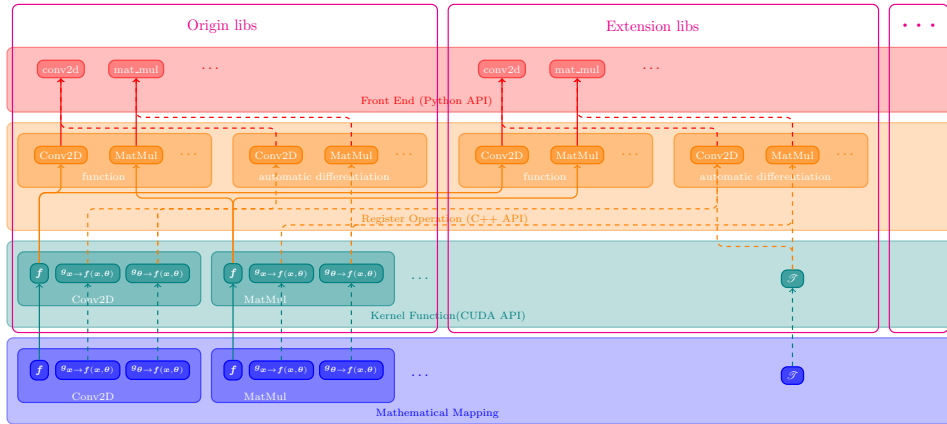 Origin libs Extension libs ...
conv2d mat_mul ... conv2d mat_mul ...
Front End (Python API)
Conv2D MatMul ... Conv2D MatMul ... Conv2D MatMul ... Conv2D MatMul ...
function automatic differentiation function automatic differentiation
Register Operation (C++ API)
f g_{x→f(x,θ)} g_{θ→f(x,θ)} f g_{x→f(x,θ)} g_{θ→f(x,θ)} ... 𝒯
Conv2D MatMul
Kernel Function(CUDA API)
f g_{x→f(x,θ)} g_{θ→f(x,θ)} f g_{x→f(x,θ)} g_{θ→f(x,θ)} ... 𝒯
Conv2D MatMul
Mathematical Mapping